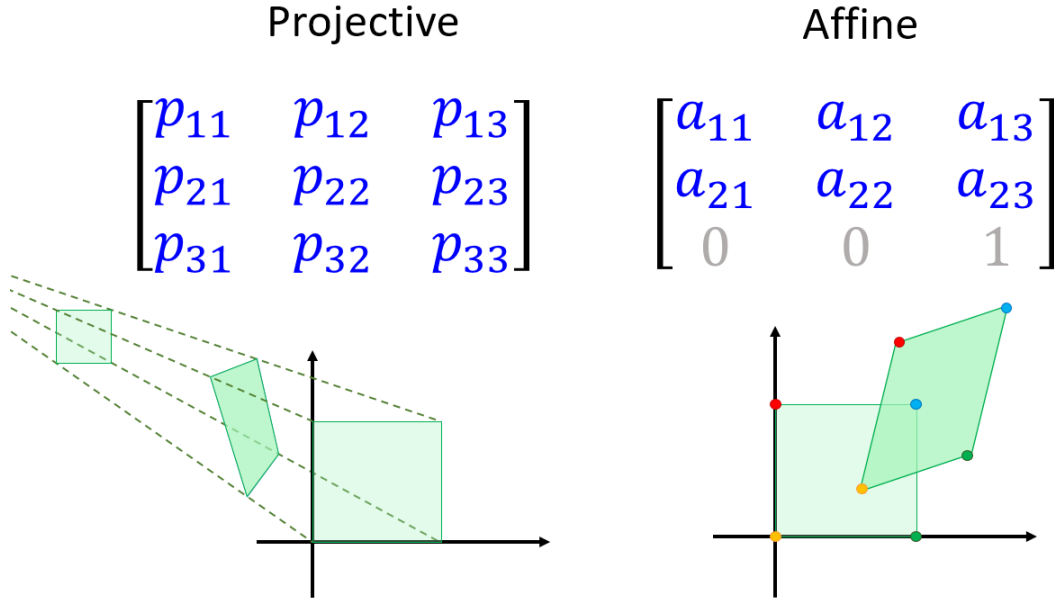 Projective
Affine
p11 p12 p13
p21 p22 p23
p31 p32 p33
a11 a12 a13
a21 a22 a23
0 0 1